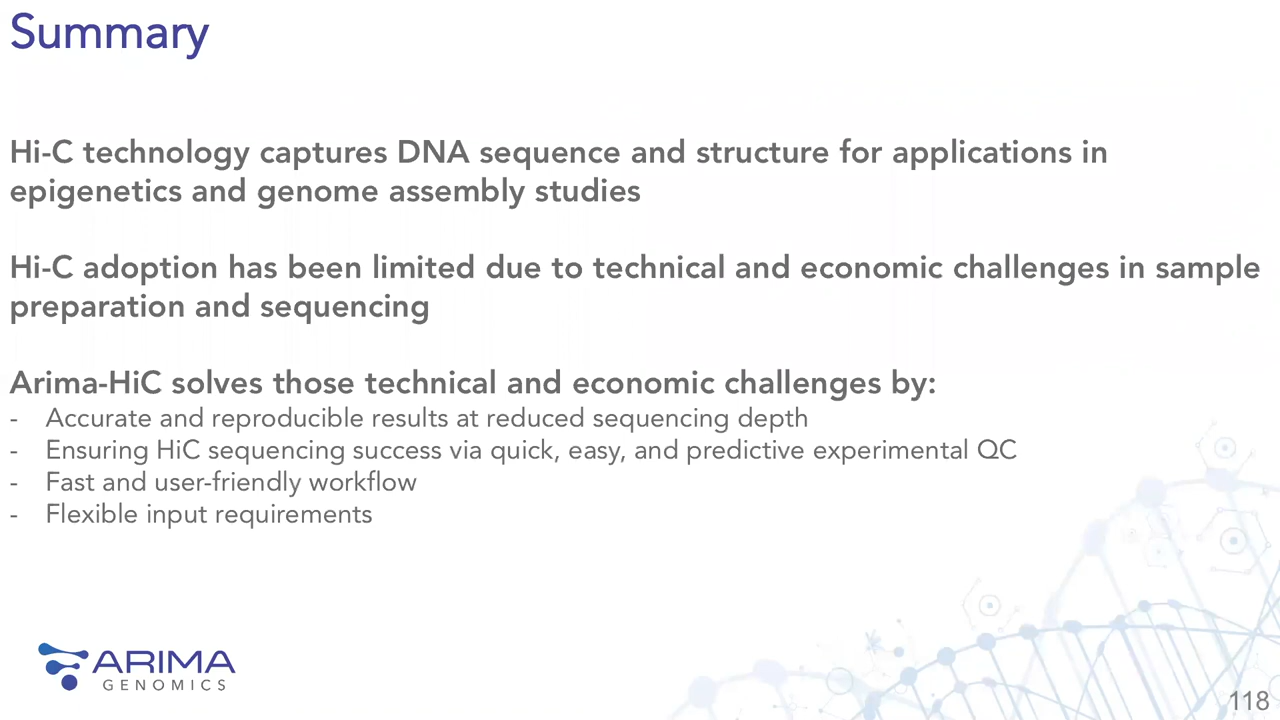 Summary
Hi-C technology captures DNA sequence and structure for applications in
epigenetics and genome assembly studies
Hi-C adoption has been limited due to technical and economic challenges in sample
preparation and sequencing
Arima-HiC solves those technical and economic challenges by:
- Accurate and reproducible results at reduced sequencing depth
- Ensuring HiC sequencing success via quick, easy, and predictive experimental QC
- Fast and user-friendly workflow
- Flexible input requirements
ARIMA
GENOMICS
118